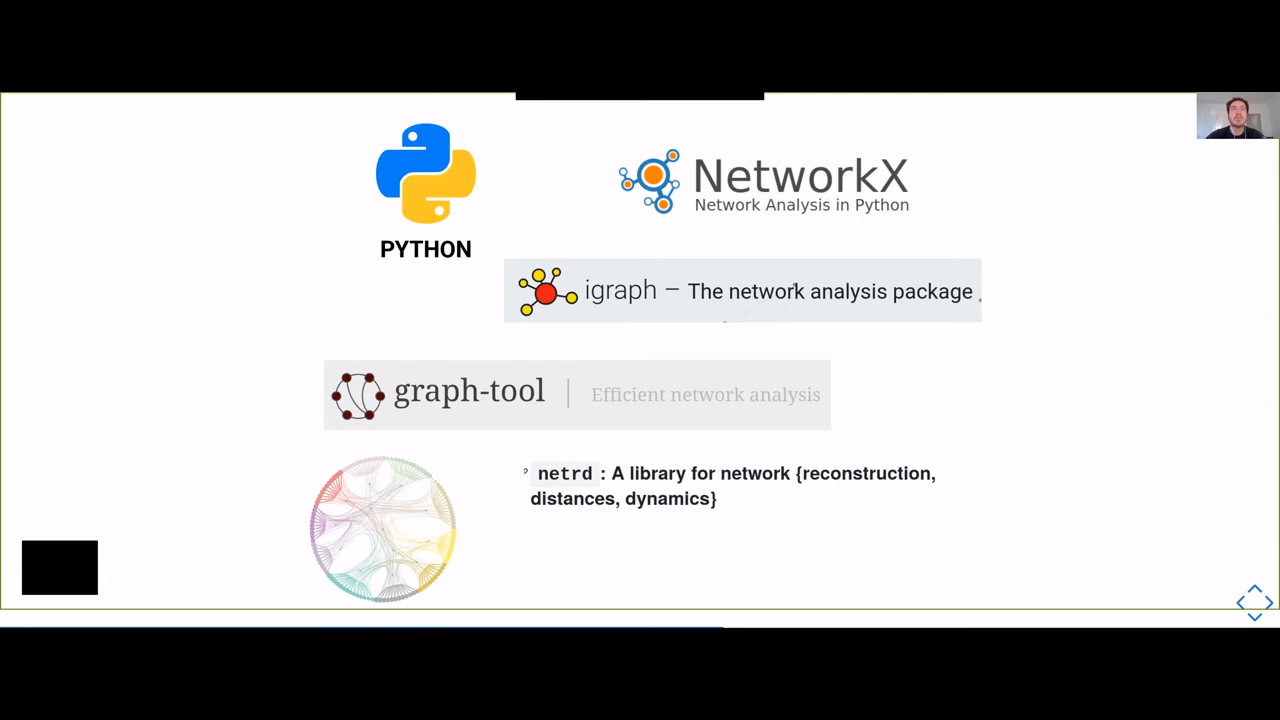 PYTHON
NetworkX
Network Analysis in Python
igraph – The network analysis package
graph-tool | Efficient network analysis
netrd : A library for network {reconstruction,
distances, dynamics}